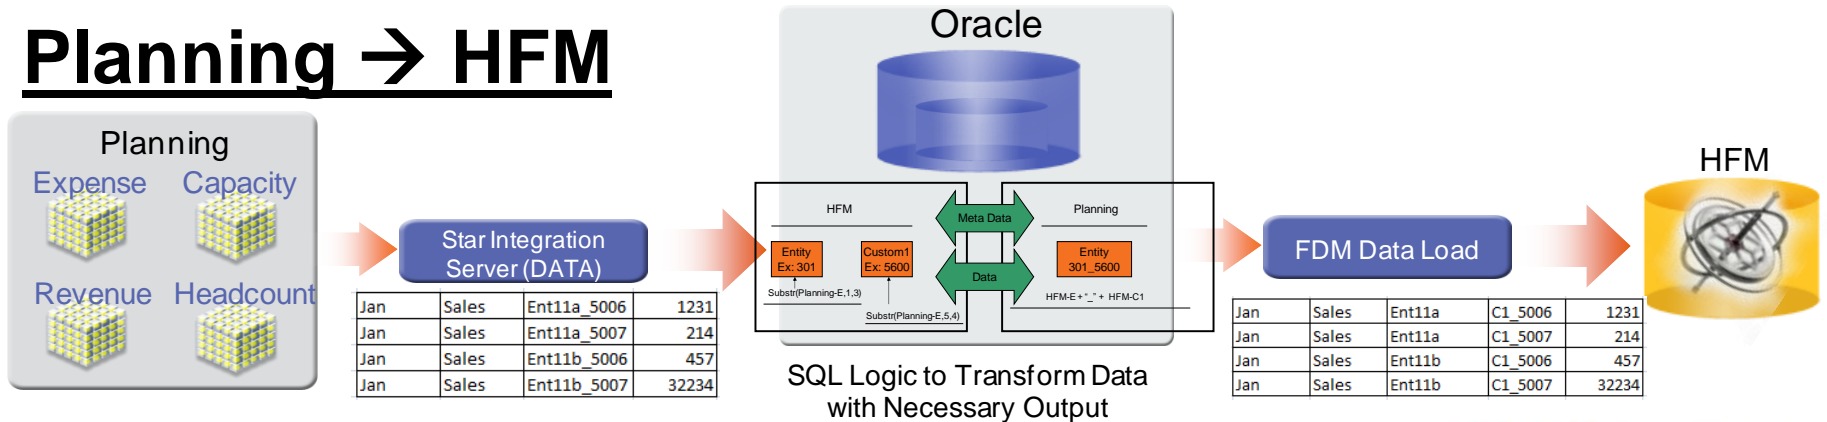 Planning → HFM
Planning
Expense Capacity
Revenue Headcount
Star Integration
Server (DATA)
Jan Sales Ent11a_5006 1231
Jan Sales Ent11a_5007 214
Jan Sales Ent11b_5006 457
Jan Sales Ent11b_5007 32234
Oracle
HFM
Entity
Ex: 301
Custom1
Ex: 5600
Substr(Planning-E,1,3)
Substr(Planning-E,5,4)
Meta Data
Data
Planning
Entity
301_5600
HFM-E + "_" + HFM-C1
SQL Logic to Transform Data
with Necessary Output
FDM Data Load
Jan Sales Ent11a C1_5006 1231
Jan Sales Ent11a C1_5007 214
Jan Sales Ent11b C1_5006 457
Jan Sales Ent11b C1_5007 32234
HFM